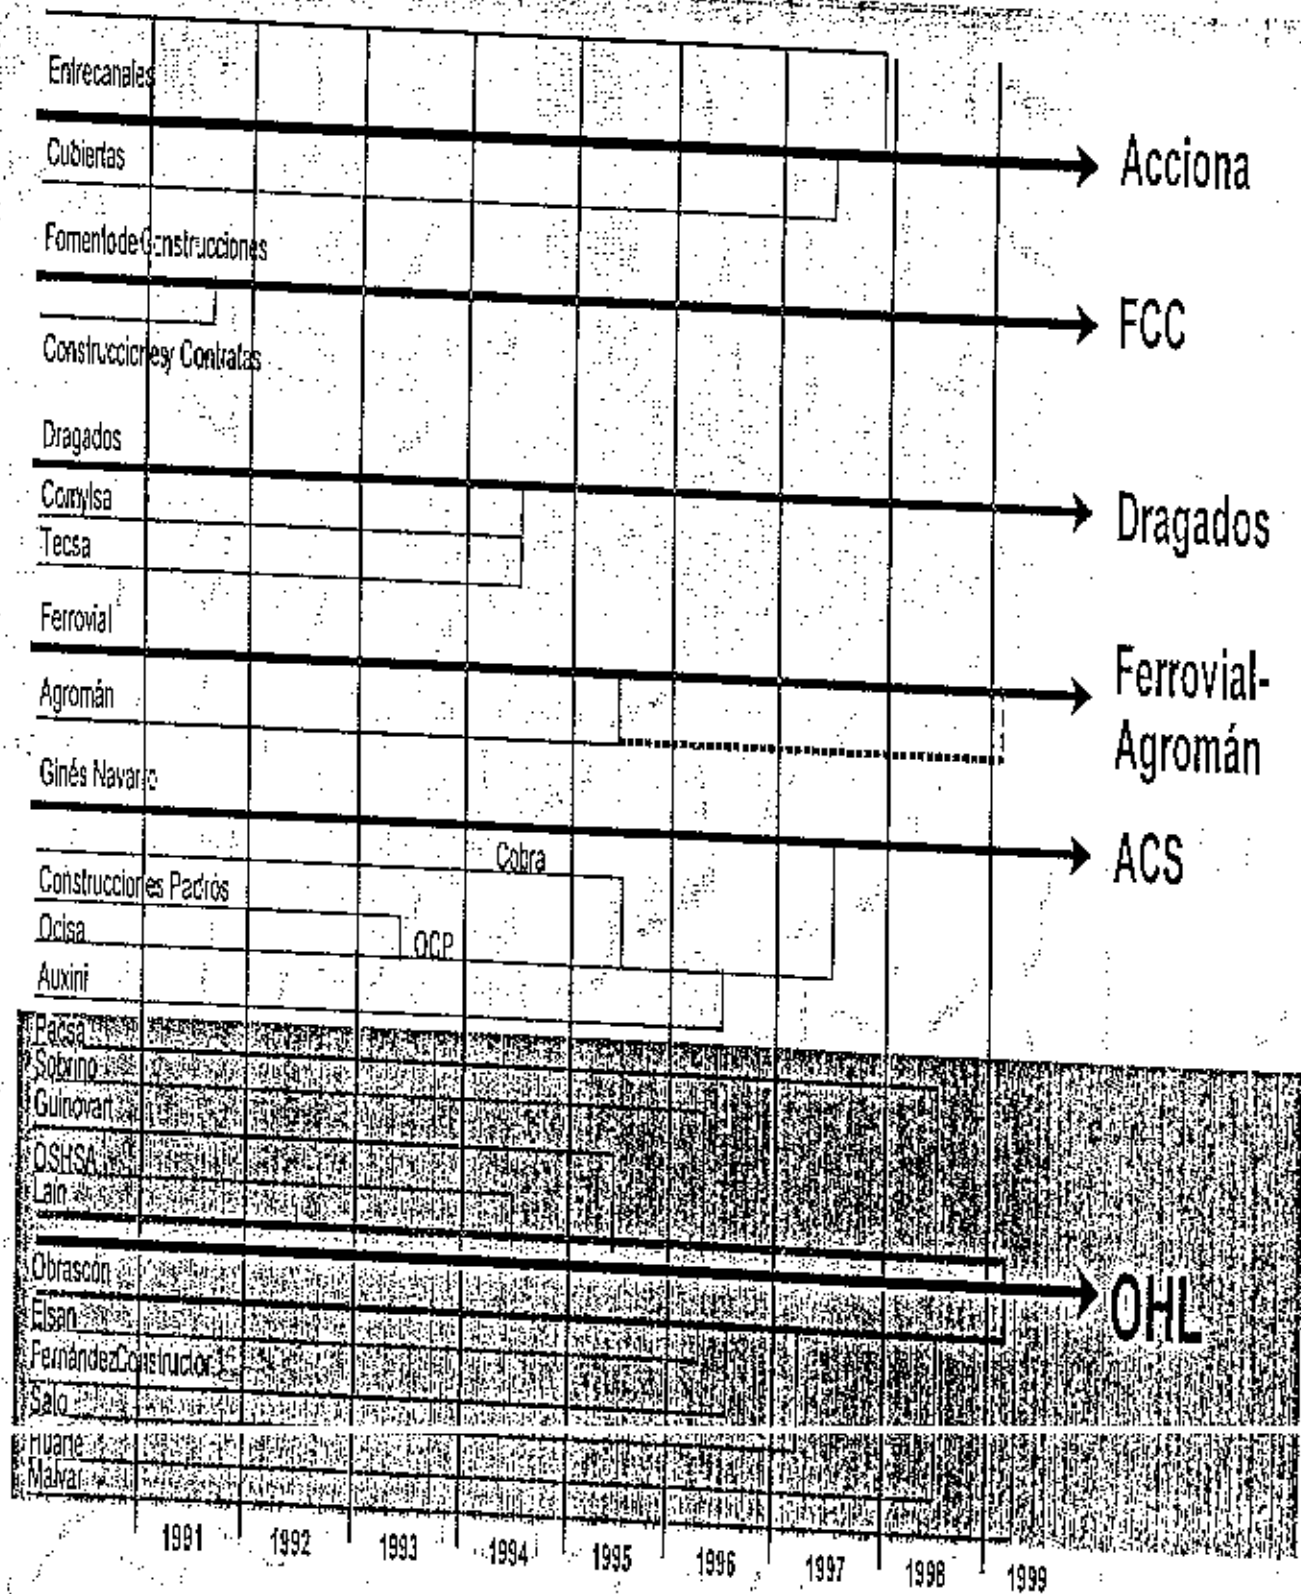 Entrecanales
Acciona
Cubiertas
Fomento de Construcciones
FCC
Construcciones y Contratas
Dragados
Comylsa
Dragados
Tecsa
Ferrovial
Ferrovial-
Agromán
Agromán
Ginés Navarro
Cobra
ACS
Construcciones Padrós
Ocisa
OCP
Auxini
Pacsa
Sobrino
Guinovart
OSHSA
Laín
Obrascón
OHL
Elsan
Fernández Constructor
Huarte
Malvar
1991
1992
1993
1994
1995
1996
1997
1998
1999